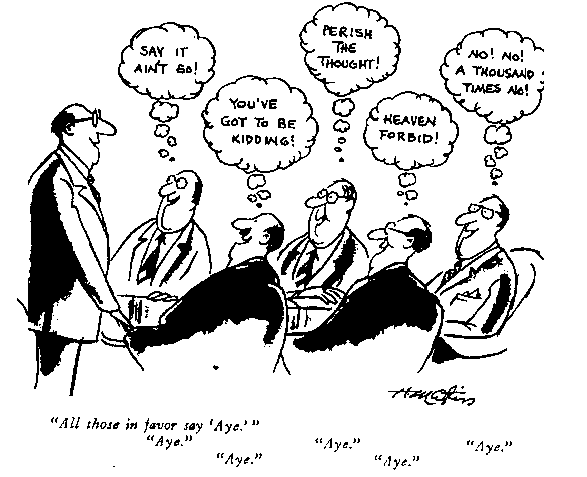 SAY IT
AIN'T SO!
YOU'VE
GOT TO BE
KIDDING!
PERISH
THE
THOUGHT!
HEAVEN
FORBID!
NO! NO!
A THOUSAND
TIMES NO!
"All those in favor say 'Aye.'"
"Aye."
"Aye."
"Aye."
"Aye."
"Aye."